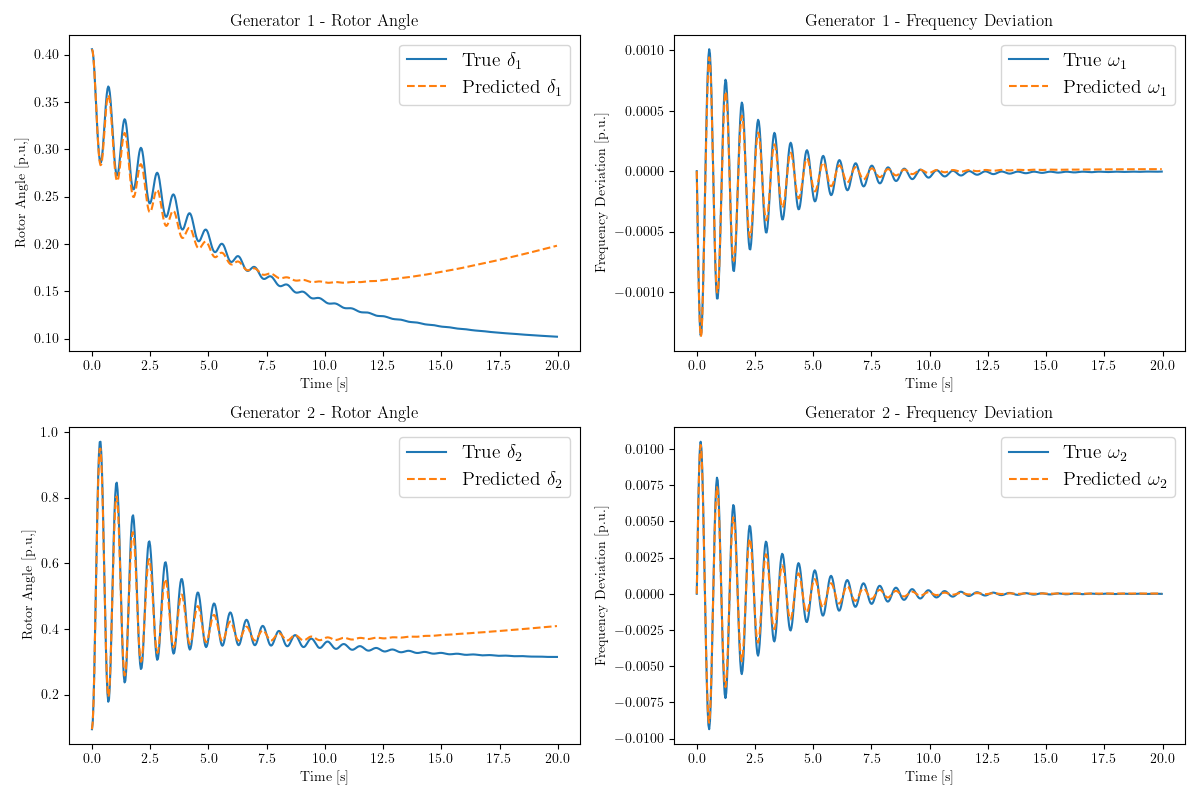 Generator 1 - Rotor Angle
Rotor Angle [p.u.]
0.40
0.35
0.30
0.25
0.20
0.15
0.10
True δ₁
Predicted δ₁
0.0 2.5 5.0 7.5 10.0 12.5 15.0 17.5 20.0
Time [s]
Generator 1 - Frequency Deviation
Frequency Deviation [p.u.]
0.0010
0.0005
0.0000
−0.0005
−0.0010
True ω₁
Predicted ω₁
0.0 2.5 5.0 7.5 10.0 12.5 15.0 17.5 20.0
Time [s]
Generator 2 - Rotor Angle
Rotor Angle [p.u.]
1.0
0.8
0.6
0.4
0.2
True δ₂
Predicted δ₂
0.0 2.5 5.0 7.5 10.0 12.5 15.0 17.5 20.0
Time [s]
Generator 2 - Frequency Deviation
Frequency Deviation [p.u.]
0.0100
0.0075
0.0050
0.0025
0.0000
−0.0025
−0.0050
−0.0075
−0.0100
True ω₂
Predicted ω₂
0.0 2.5 5.0 7.5 10.0 12.5 15.0 17.5 20.0
Time [s]